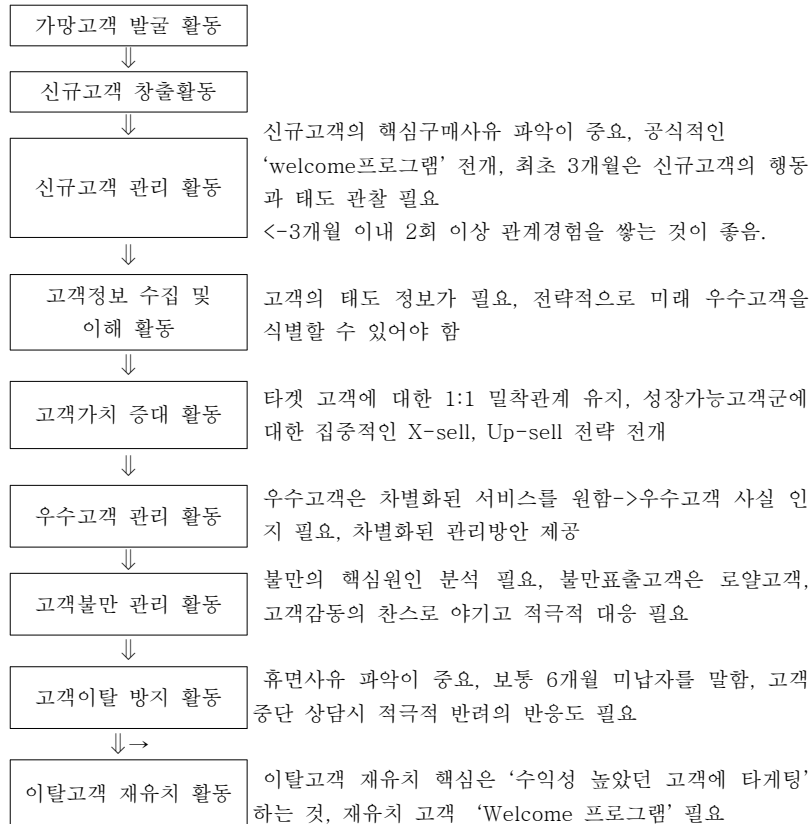 가망고객 발굴 활동
⇓
신규고객 창출활동
⇓
신규고객 관리 활동
신규고객의 핵심구매사유 파악이 중요, 공식적인
‘welcome프로그램’ 전개, 최초 3개월은 신규고객의 행동
과 태도 관찰 필요
<-3개월 이내 2회 이상 관계경험을 쌓는 것이 좋음.
⇓
고객정보 수집 및
이해 활동
고객의 태도 정보가 필요, 전략적으로 미래 우수고객을
식별할 수 있어야 함
⇓
고객가치 증대 활동
타겟 고객에 대한 1:1 밀착관계 유지, 성장가능고객군에
대한 집중적인 X-sell, Up-sell 전략 전개
⇓
우수고객 관리 활동
우수고객은 차별화된 서비스를 원함->우수고객 사실 인
지 필요, 차별화된 관리방안 제공
⇓
고객불만 관리 활동
불만의 핵심원인 분석 필요, 불만표출고객은 로얄고객,
고객감동의 찬스로 야기고 적극적 대응 필요
⇓
고객이탈 방지 활동
휴면사유 파악이 중요, 보통 6개월 미납자를 말함, 고객
중단 상담시 적극적 반려의 반응도 필요
⇓→
이탈고객 재유치 활동
이탈고객 재유치 핵심은 ‘수익성 높았던 고객에 타게팅’
하는 것, 재유치 고객 ‘Welcome 프로그램’ 필요